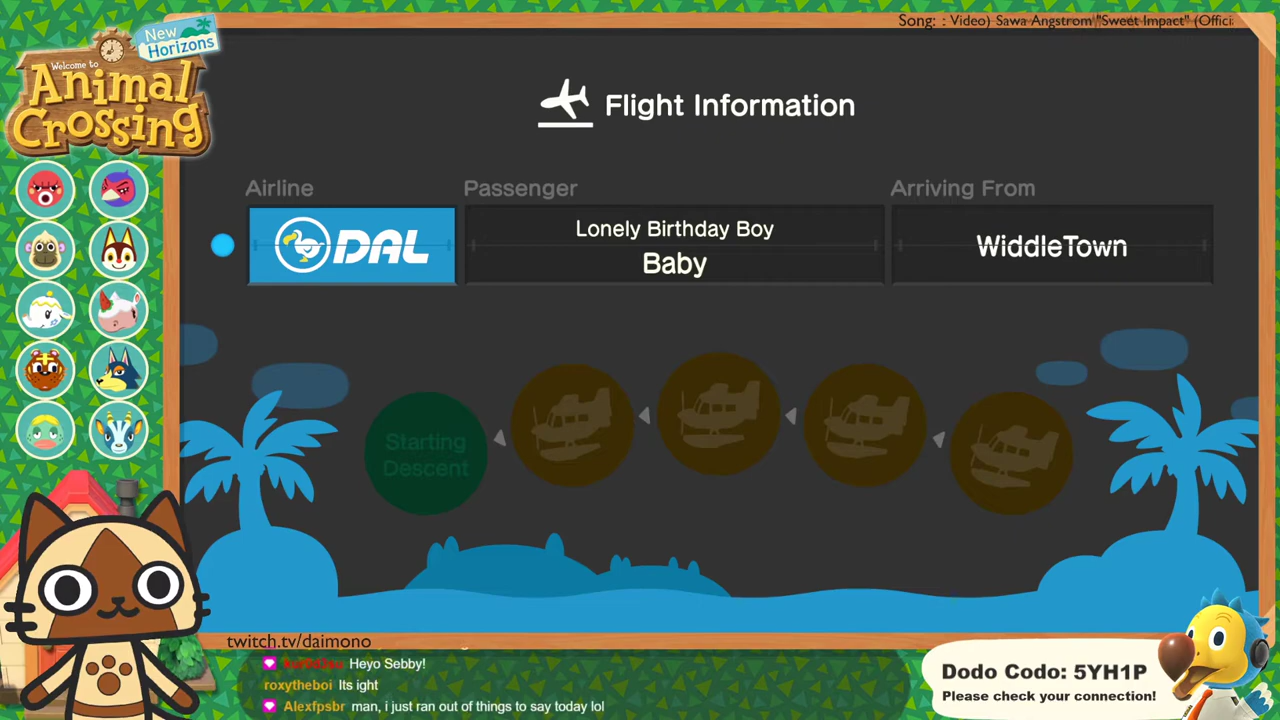 Song: : Video) Sawa Angstrom "Sweet Impact" (Offici
New Horizons
Welcome to
Animal
Crossing
Flight Information
Airline
Passenger
Arriving From
DAL
Lonely Birthday Boy
Baby
WiddleTown
Starting
Descent
twitch.tv/daimono
Heyo Sebby!
roxytheboi Its ight
Alexfpsbr man, i just ran out of things to say today lol
Dodo Code: 5YH1P
Please check your connection!